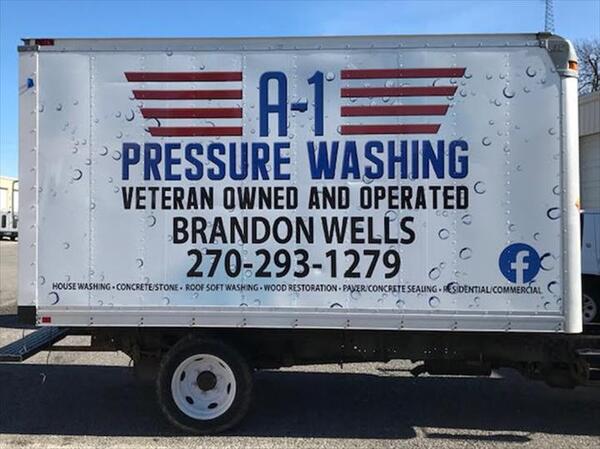 A-1
PRESSURE WASHING
VETERAN OWNED AND OPERATED
BRANDON WELLS
270-293-1279
f
HOUSE WASHING • CONCRETE/STONE • ROOF SOFT WASHING • WOOD RESTORATION • PAVER/CONCRETE SEALING • RESIDENTIAL/COMMERCIAL